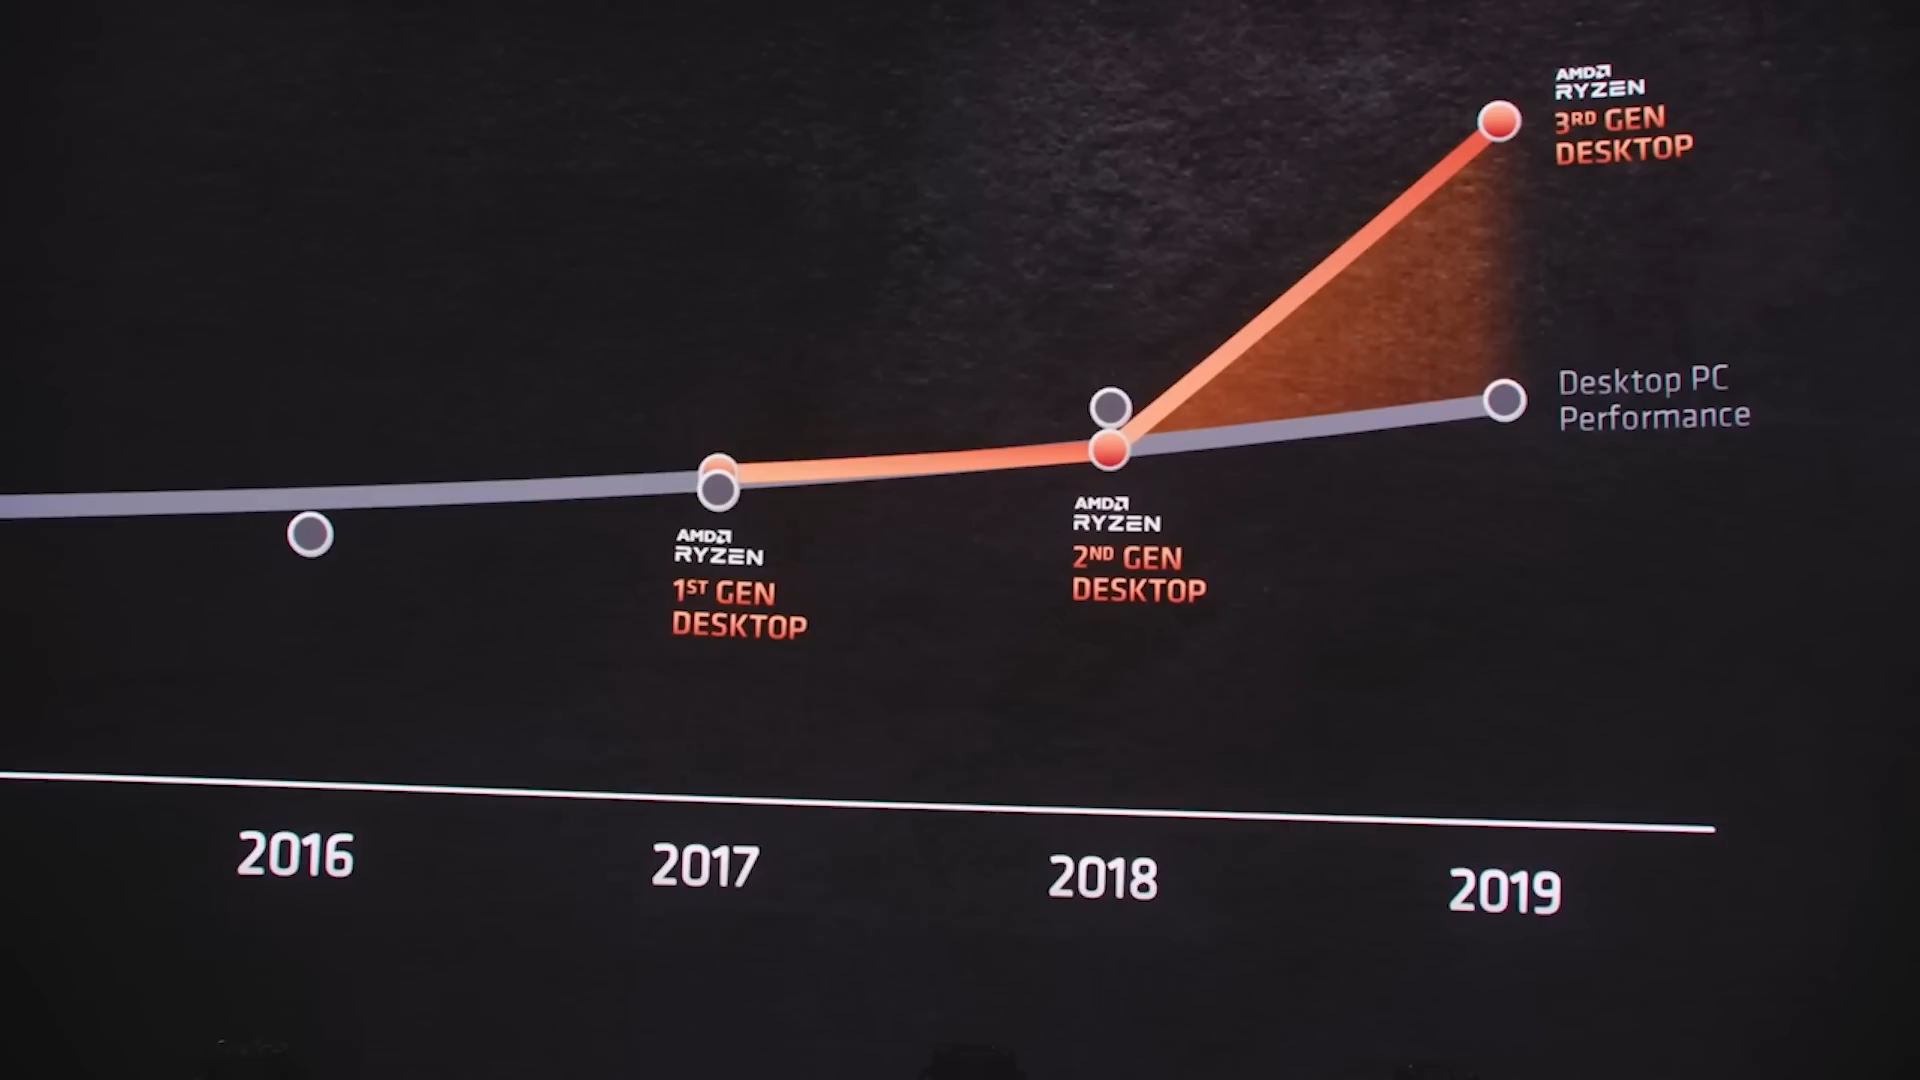 AMD
RYZEN
3RD GEN
DESKTOP
Desktop PC
Performance
AMD
RYZEN
2ND GEN
DESKTOP
AMD
RYZEN
1ST GEN
DESKTOP
2016
2017
2018
2019